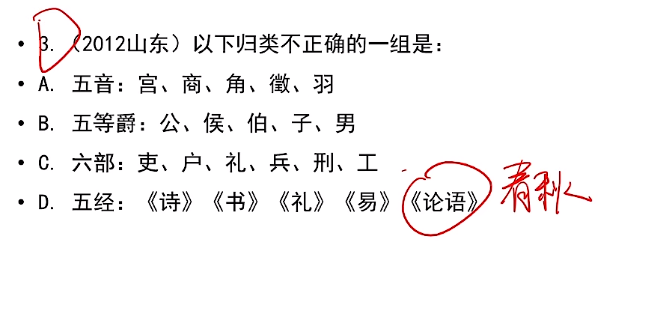 • 3. (2012山东) 以下归类不正确的一组是:
• A. 五音: 宫、商、角、徵、羽
• B. 五等爵: 公、侯、伯、子、男
• C. 六部: 吏、户、礼、兵、刑、工
• D. 五经: 《诗》《书》《礼》《易》《论语》 春秋